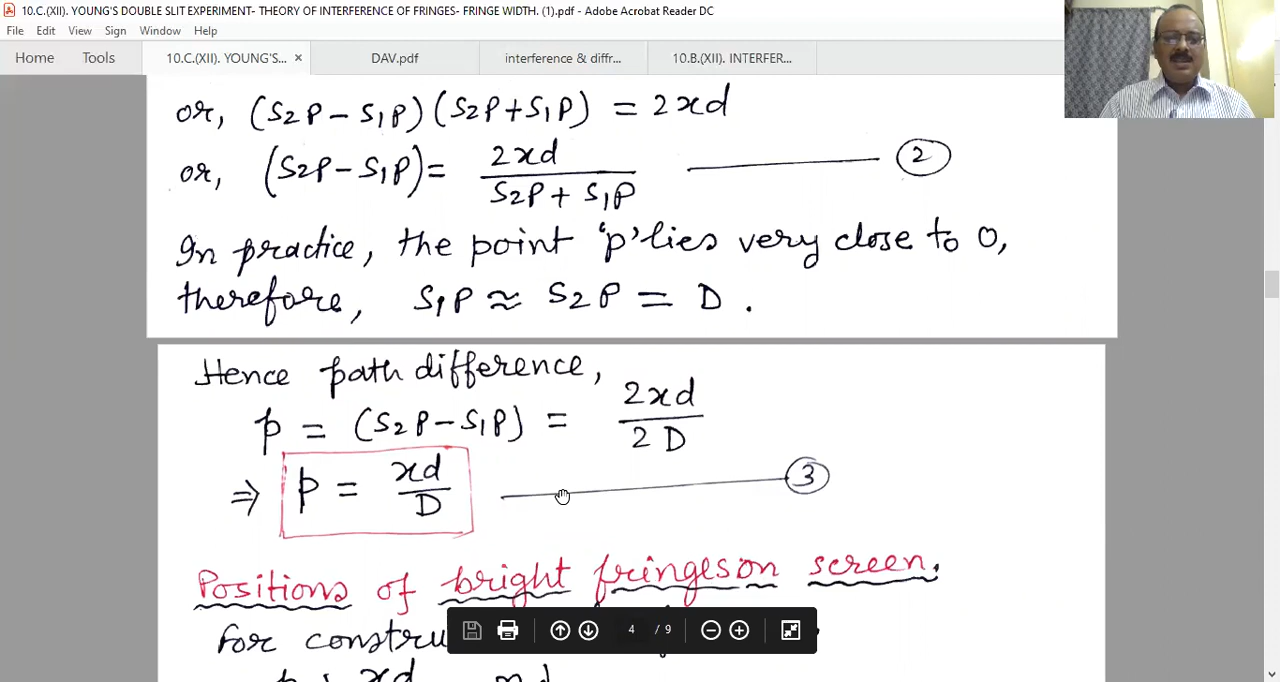 10.C.(XII). YOUNG'S DOUBLE SLIT EXPERIMENT- THEORY OF INTERFERENCE OF FRINGES- FRINGE WIDTH. (1).pdf - Adobe Acrobat Reader DC
File Edit View Sign Window Help
Home Tools 10.C.(XII). YOUNG'S... × DAV.pdf interference & diffr... 10.B.(XII). INTERFER...
or, (S2P - S1P) (S2P + S1P) = 2xd
or, (S2P - S1P) = 2xd / S2P + S1P ——— 2
In practice, the point 'p' lies very close to O,
therefore, S1P ≈ S2P = D.
Hence path difference,
p = (S2P - S1P) = 2xd / 2D
⇒ p = xd / D ——— 3
Positions of bright fringes on screen.
For constru
4 / 9
xd